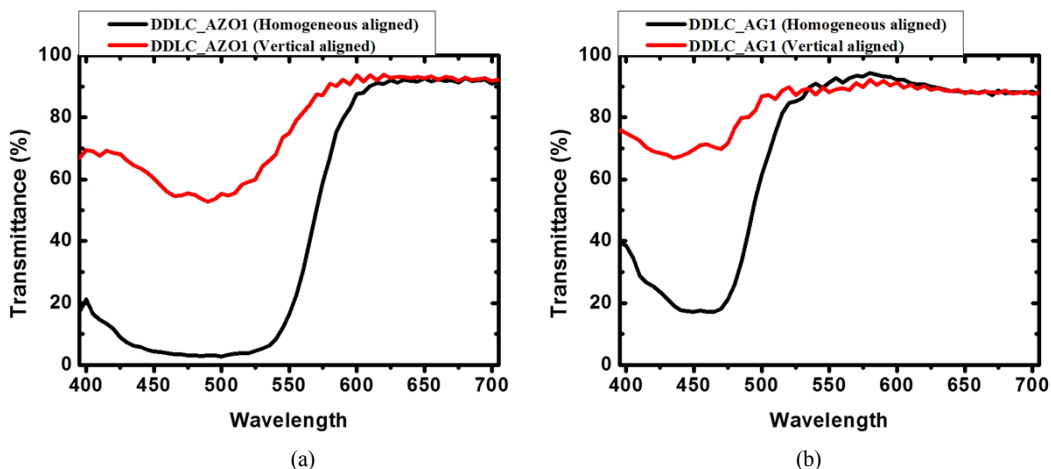 DDLC_AZO1 (Homogeneous aligned)
DDLC_AZO1 (Vertical aligned)
100
80
60
40
20
0
Transmittance (%)
400 450 500 550 600 650 700
Wavelength
(a)
DDLC_AG1 (Homogeneous aligned)
DDLC_AG1 (Vertical aligned)
100
80
60
40
20
0
Transmittance (%)
400 450 500 550 600 650 700
Wavelength
(b)